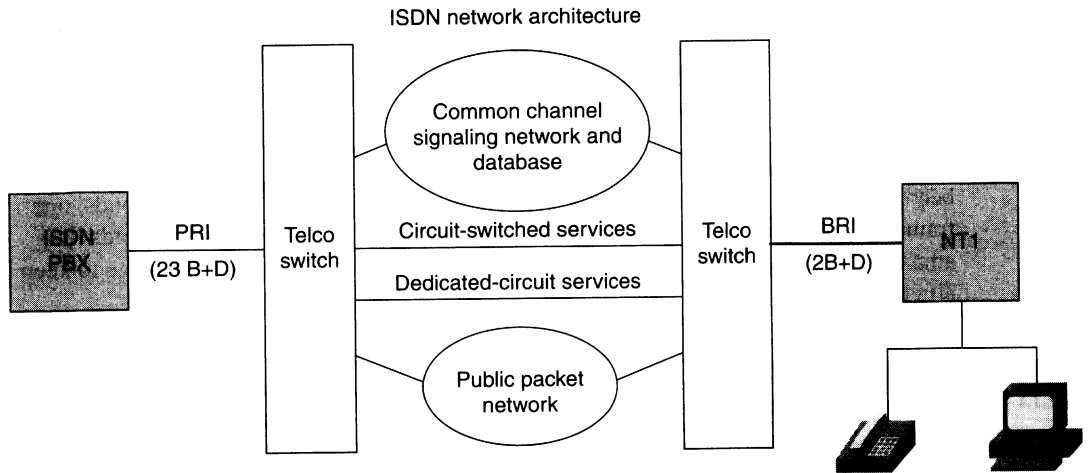 ISDN network architecture
Common channel
signaling network and
database
ISDN
PBX
PRI
(23 B+D)
Telco
switch
Circuit-switched services
Dedicated-circuit services
Public packet
network
Telco
switch
BRI
(2B+D)
NT1